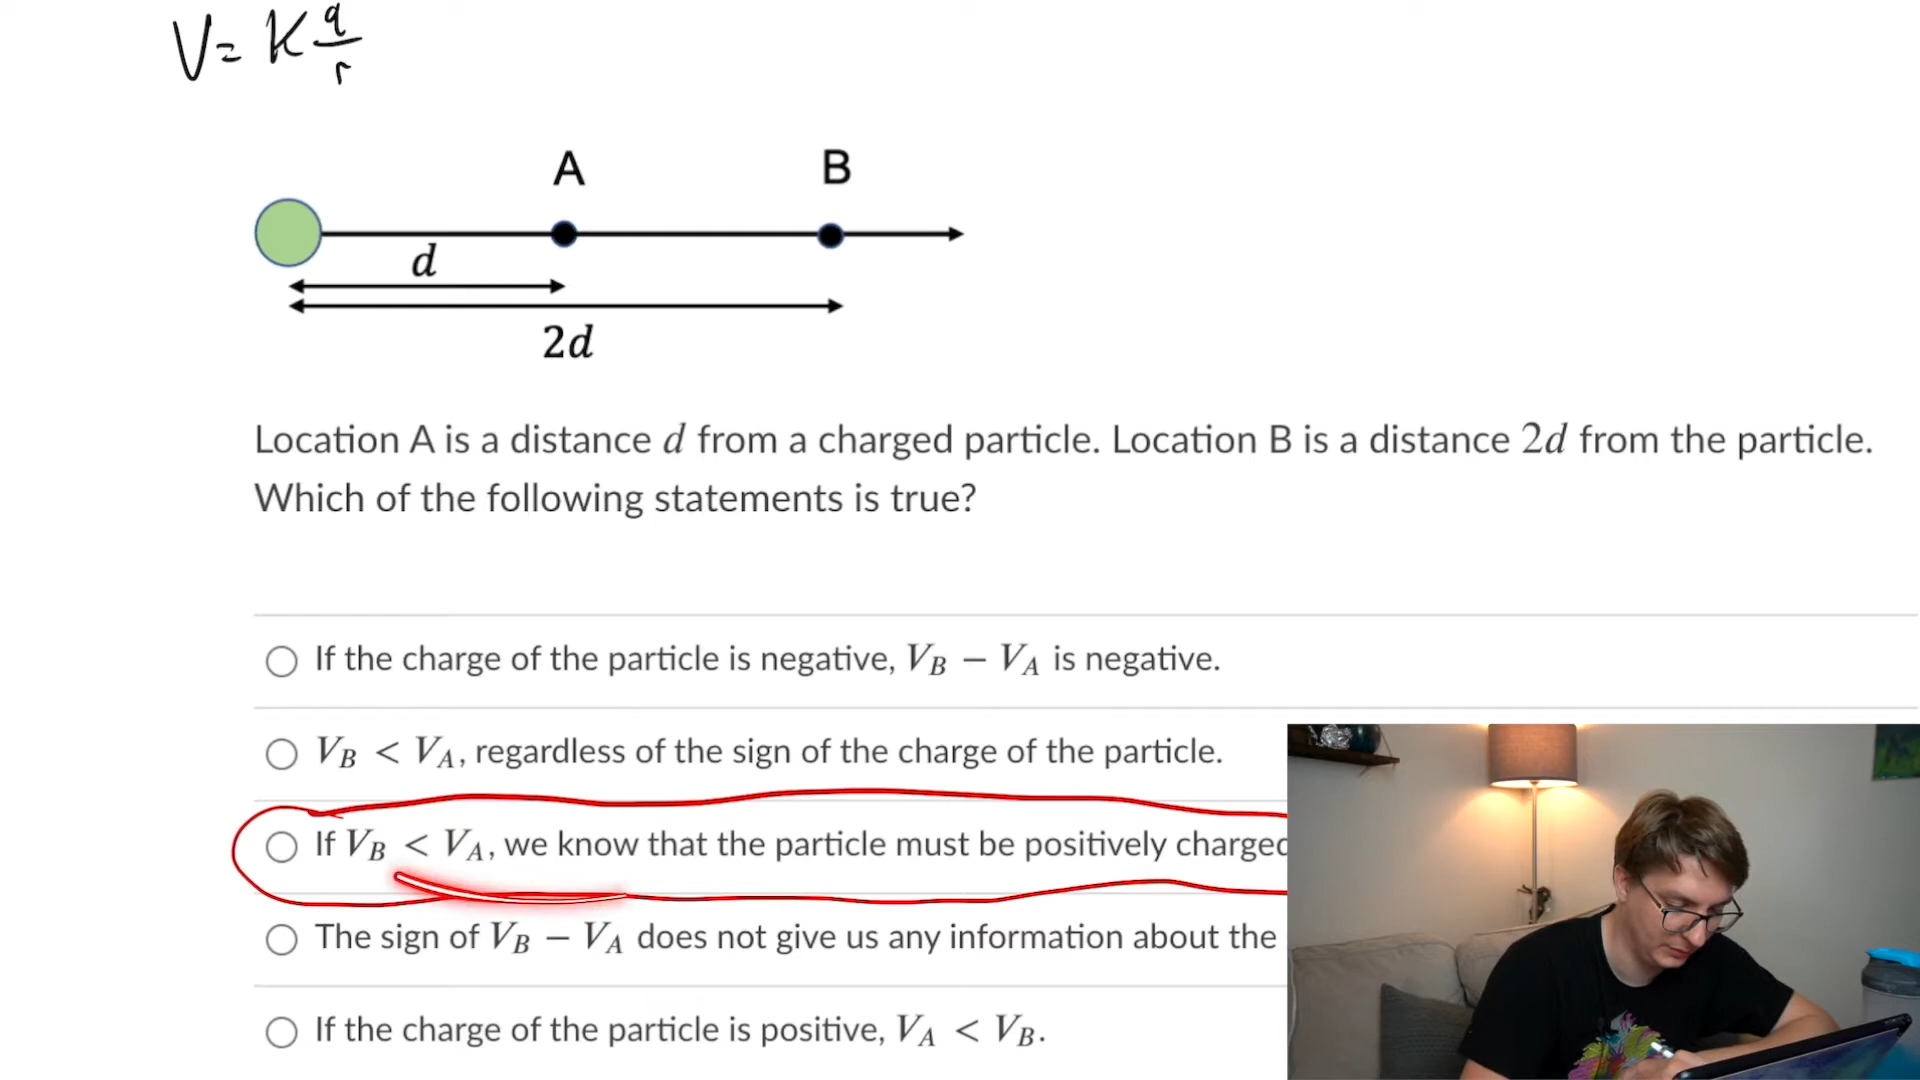 V = K q/r
A B
d
2d
Location A is a distance d from a charged particle. Location B is a distance 2d from the particle.
Which of the following statements is true?
If the charge of the particle is negative, V_B − V_A is negative.
V_B < V_A, regardless of the sign of the charge of the particle.
If V_B < V_A, we know that the particle must be positively charged
The sign of V_B − V_A does not give us any information about the
If the charge of the particle is positive, V_A < V_B.